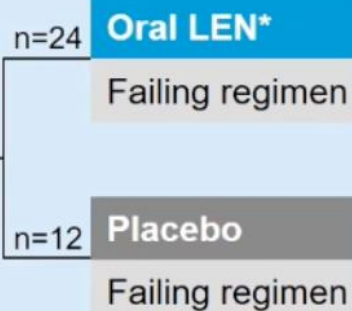 n=24 Oral LEN*
Failing regimen
n=12 Placebo
Failing regimen